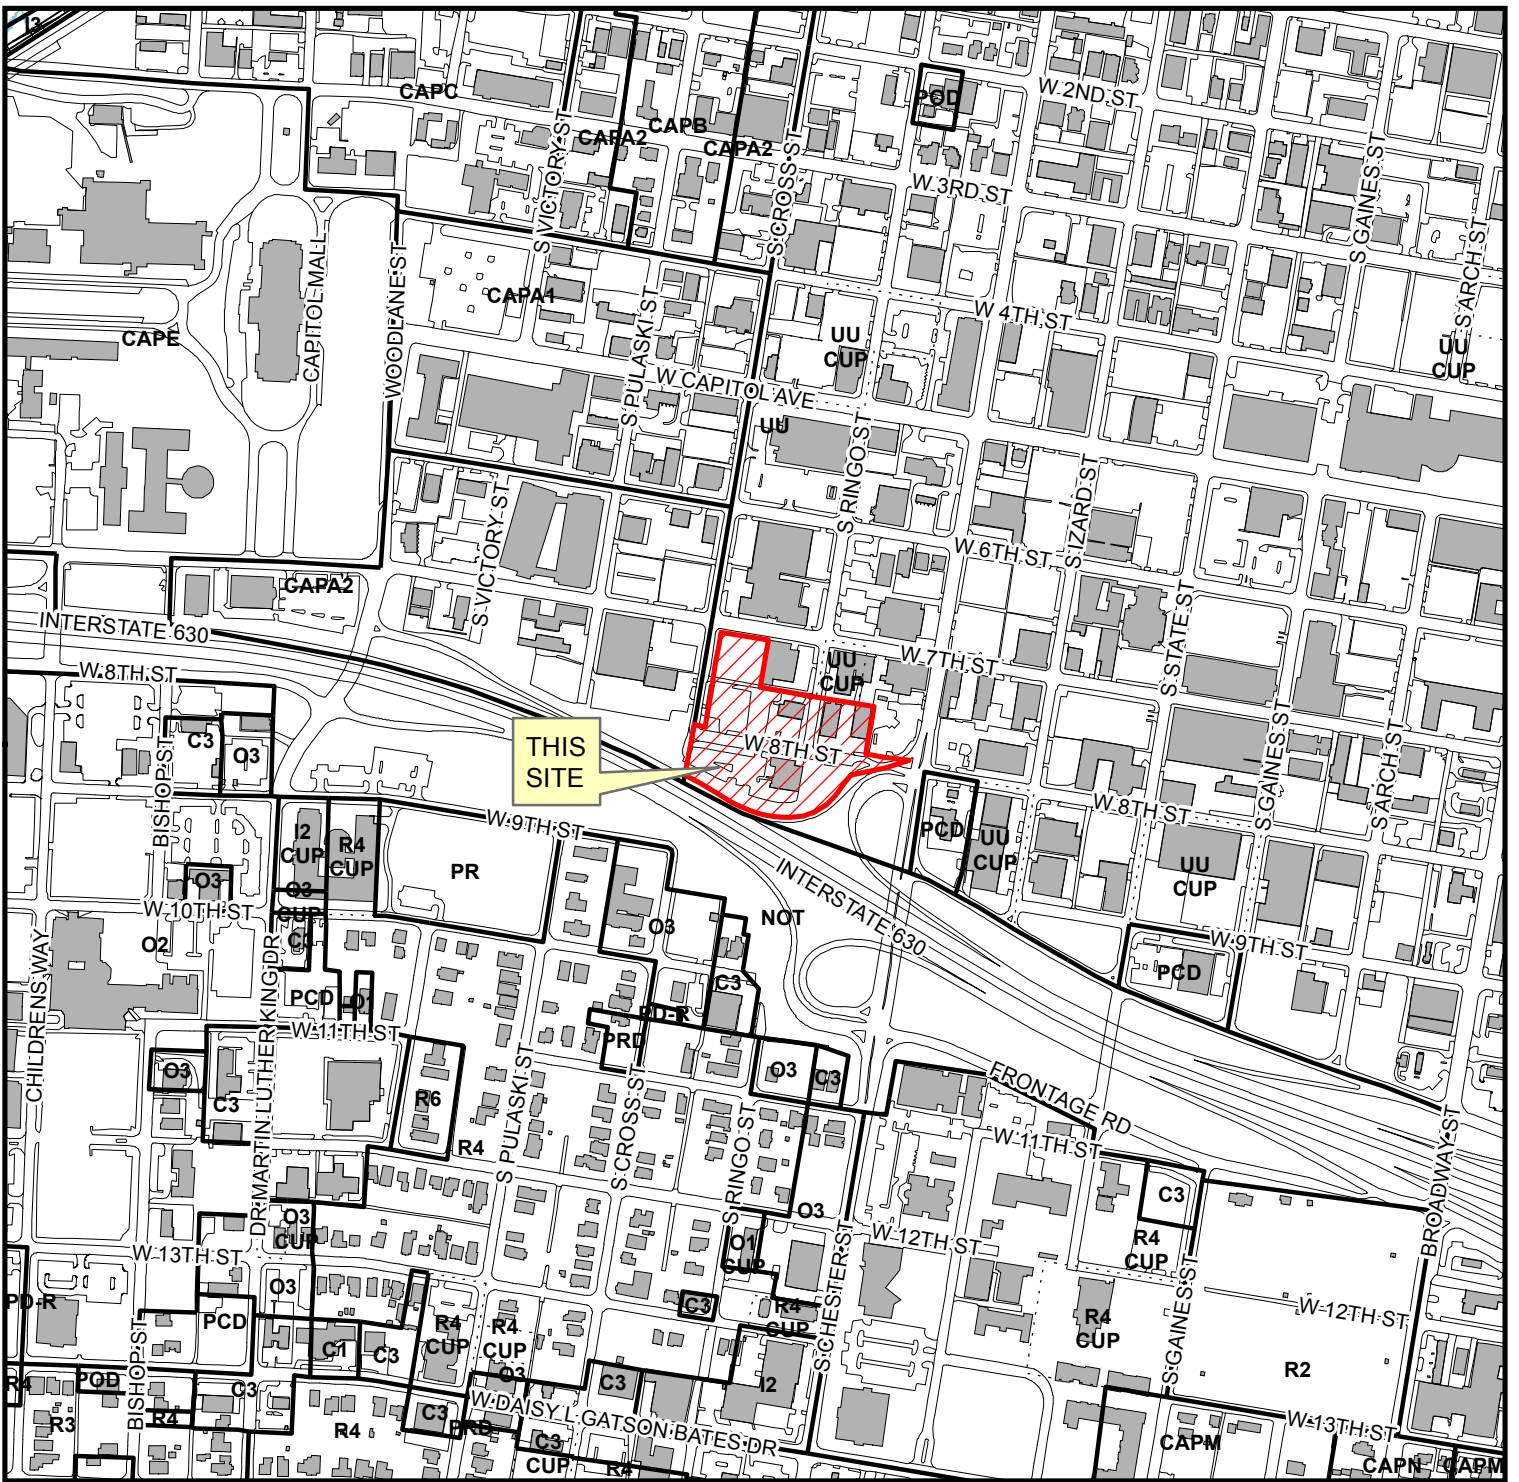 I3
CAPC
CAPA2
CAPB
CAPA2
POD
W 2ND ST
S VICTORY ST
S CROSS ST
W 3RD ST
S GAINES ST
S ARCH ST
CAPITOL MALL
WOODLANE ST
CAPA1
S PULASKI ST
W 4TH ST
CAPE
UU
CUP
UU
CUP
W CAPITOL AVE
UU
S RINGO ST
S VICTORY ST
S IZARD ST
W 6TH ST
CAPA2
S STATE ST
INTERSTATE 630
W 8TH ST
W 7TH ST
UU
CUP
THIS
SITE
W 8TH ST
C3
O3
BISHOP ST
S GAINES ST
S ARCH ST
W 8TH ST
W 9TH ST
PCD
UU
CUP
I2
CUP
R4
CUP
PR
INTERSTATE 630
UU
CUP
O3
O3
CUP
W 10TH ST
O2
C3
O3
NOT
W 9TH ST
PCD
CHILDRENS WAY
DR MARTIN LUTHER KING DR
PCD
O1
C3
PD-R
W 11TH ST
PRD
O3
C3
O3
C3
R6
R4
S PULASKI ST
S CROSS ST
S RINGO ST
FRONTAGE RD
W 11TH ST
BROADWAY ST
C3
O3
CUP
O3
O1
CUP
W 12TH ST
R4
CUP
W 13TH ST
S CHESTER ST
S GAINES ST
O3
PD-R
PCD
C3
R4
CUP
R4
CUP
R4
CUP
R4
CUP
W 12TH ST
BISHOP ST
C1
C3
O3
C3
I2
R2
R4
POD
C3
R3
R4
R4
C3
PRD
W DAISY L GATSON BATES DR
W 13TH ST
C3
CUP
R4
CAPM
CAPN
CAPM